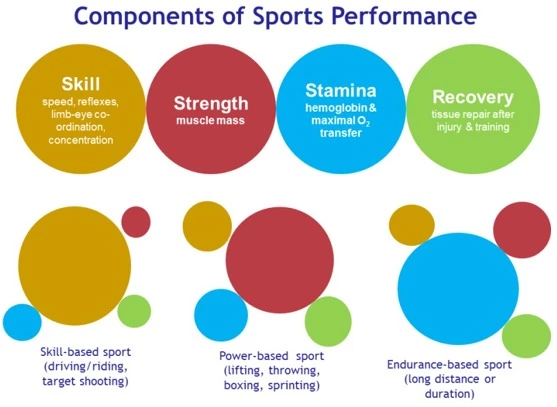 Components of Sports Performance
Skill
speed, reflexes,
limb-eye co-
ordination,
concentration
Strength
muscle mass
Stamina
hemoglobin &
maximal O₂
transfer
Recovery
tissue repair after
injury & training
Skill-based sport
(driving/riding,
target shooting)
Power-based sport
(lifting, throwing,
boxing, sprinting)
Endurance-based sport
(long distance or
duration)